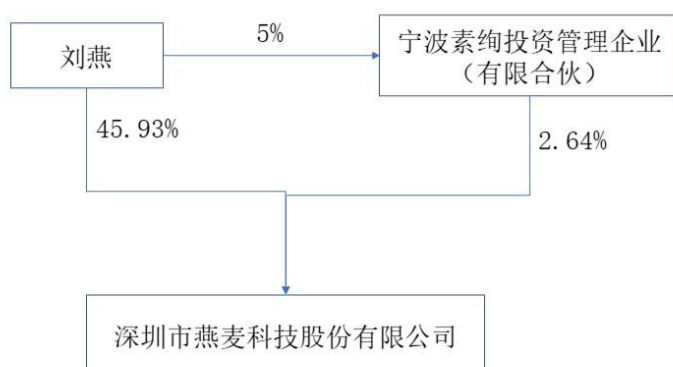 5%
刘燕
宁波素绚投资管理企业
（有限合伙）
45.93%
2.64%
深圳市燕麦科技股份有限公司